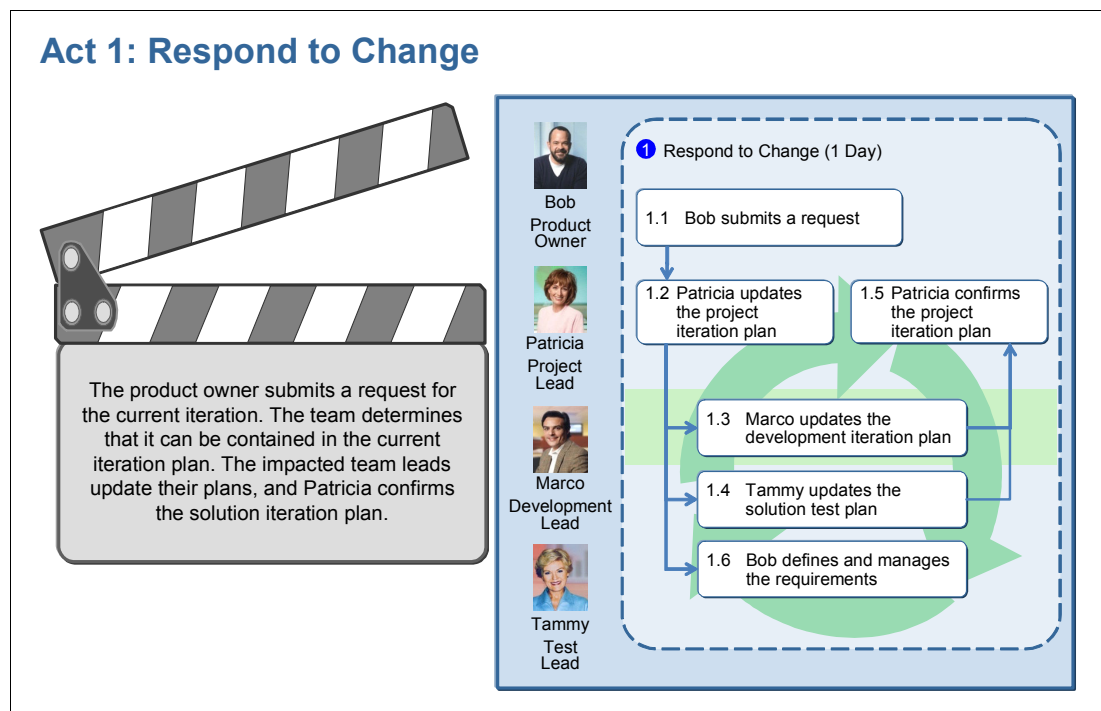 Act 1: Respond to Change
The product owner submits a request for
the current iteration. The team determines
that it can be contained in the current
iteration plan. The impacted team leads
update their plans, and Patricia confirms
the solution iteration plan.
Bob
Product
Owner
Patricia
Project
Lead
Marco
Development
Lead
Tammy
Test
Lead
1 Respond to Change (1 Day)
1.1 Bob submits a request
1.2 Patricia updates
the project
iteration plan
1.5 Patricia confirms
the project
iteration plan
1.3 Marco updates the
development iteration plan
1.4 Tammy updates the
solution test plan
1.6 Bob defines and manages
the requirements